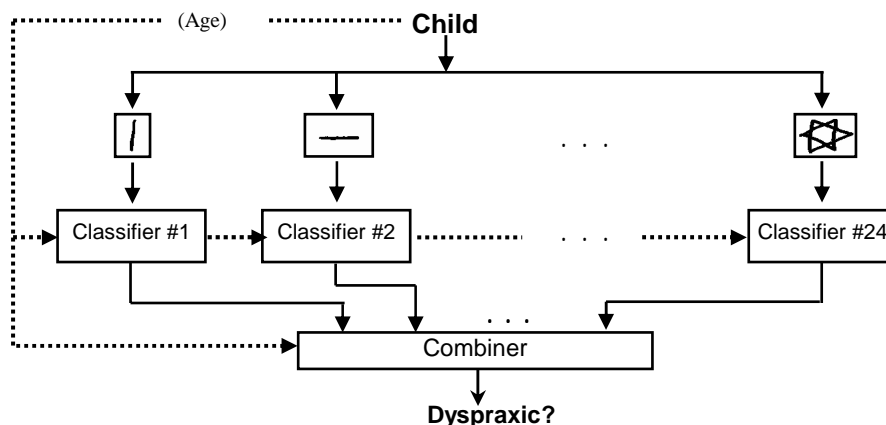 (Age) Child
. . .
Classifier #1 Classifier #2 . . . Classifier #24
. . .
Combiner
Dyspraxic?